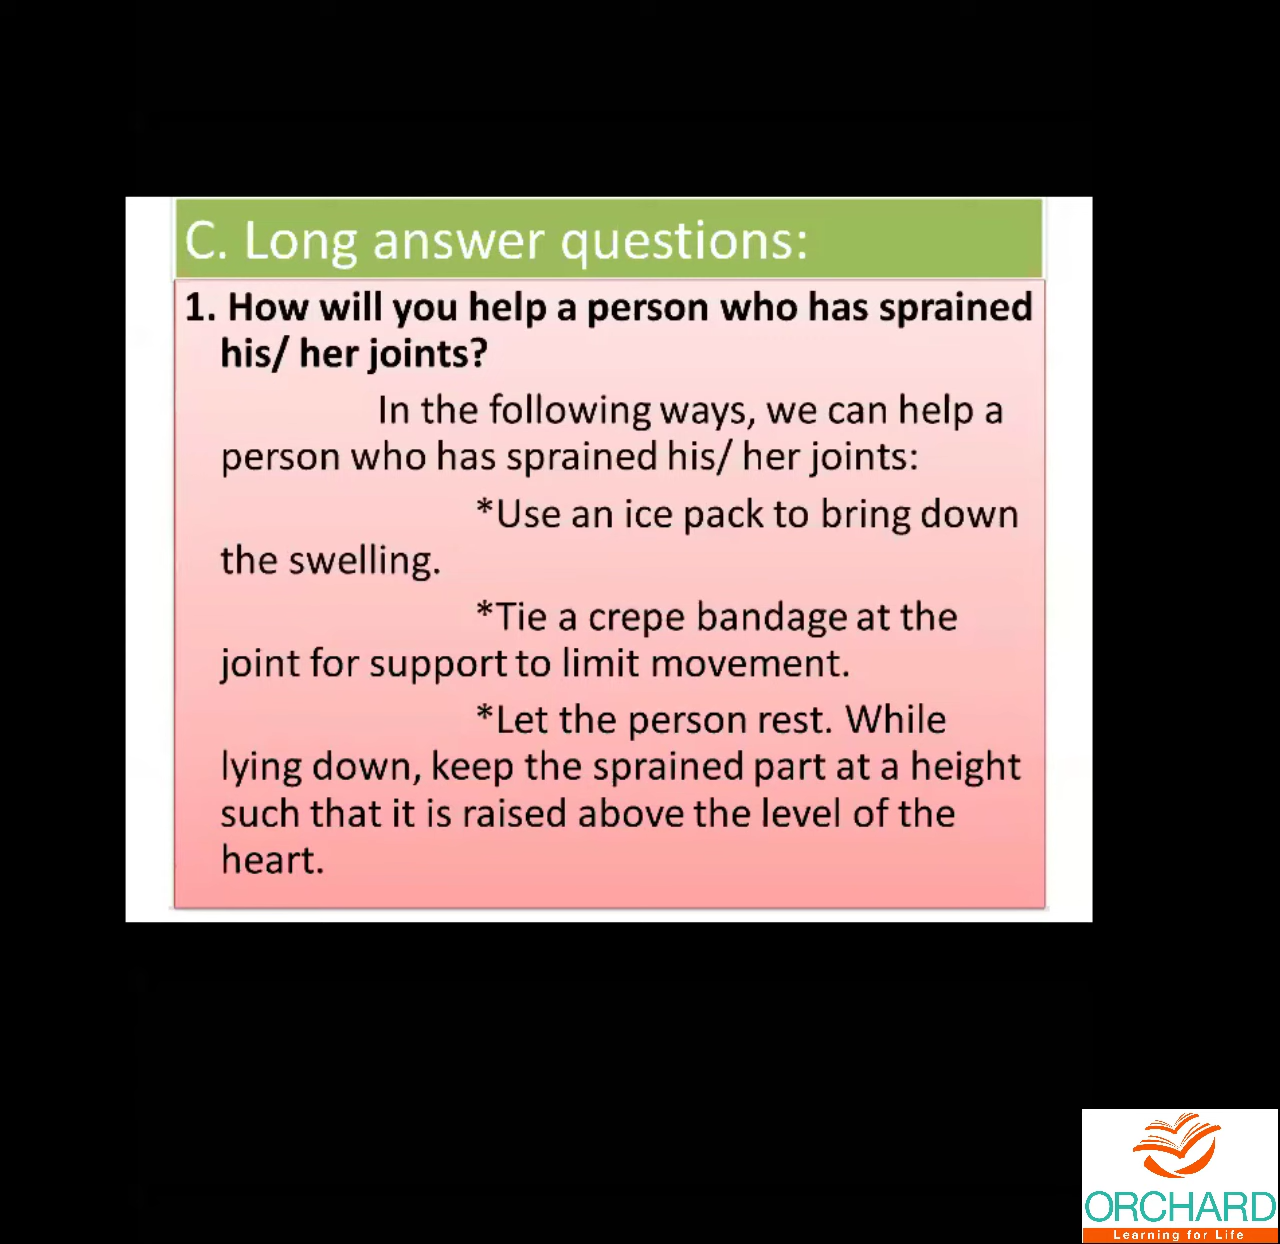 C. Long answer questions:
1. How will you help a person who has sprained
his/ her joints?
In the following ways, we can help a
person who has sprained his/ her joints:
*Use an ice pack to bring down
the swelling.
*Tie a crepe bandage at the
joint for support to limit movement.
*Let the person rest. While
lying down, keep the sprained part at a height
such that it is raised above the level of the
heart.
ORCHARD
Learning for Life